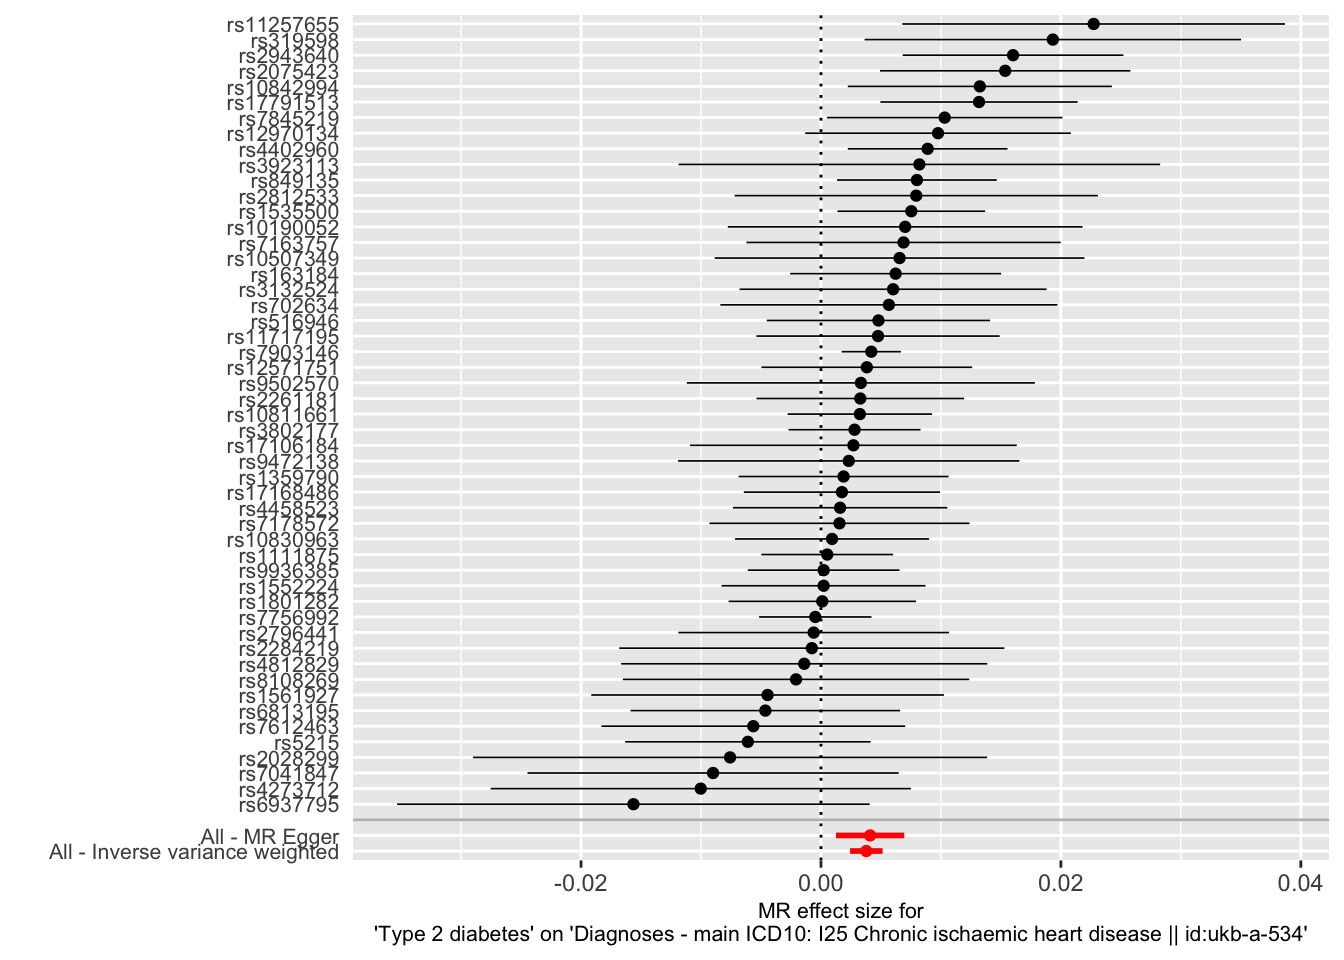 rs11257655
rs319598
rs2943640
rs2075423
rs10842994
rs17791513
rs7845219
rs12970134
rs4402960
rs3923113
rs849135
rs2812533
rs1535500
rs10190052
rs7163757
rs10507349
rs163184
rs3132524
rs702634
rs516946
rs11717195
rs7903146
rs12571751
rs9502570
rs2261181
rs10811661
rs3802177
rs17106184
rs9472138
rs1359790
rs17168486
rs4458523
rs7178572
rs10830963
rs1111875
rs9936385
rs1552224
rs1801282
rs7756992
rs2796441
rs2284219
rs4812829
rs8108269
rs1561927
rs6813195
rs7612463
rs5215
rs2028299
rs7041847
rs4273712
rs6937795
All - MR Egger
All - Inverse variance weighted
-0.02 0.00 0.02 0.04
MR effect size for
'Type 2 diabetes' on 'Diagnoses - main ICD10: I25 Chronic ischaemic heart disease || id:ukb-a-534'